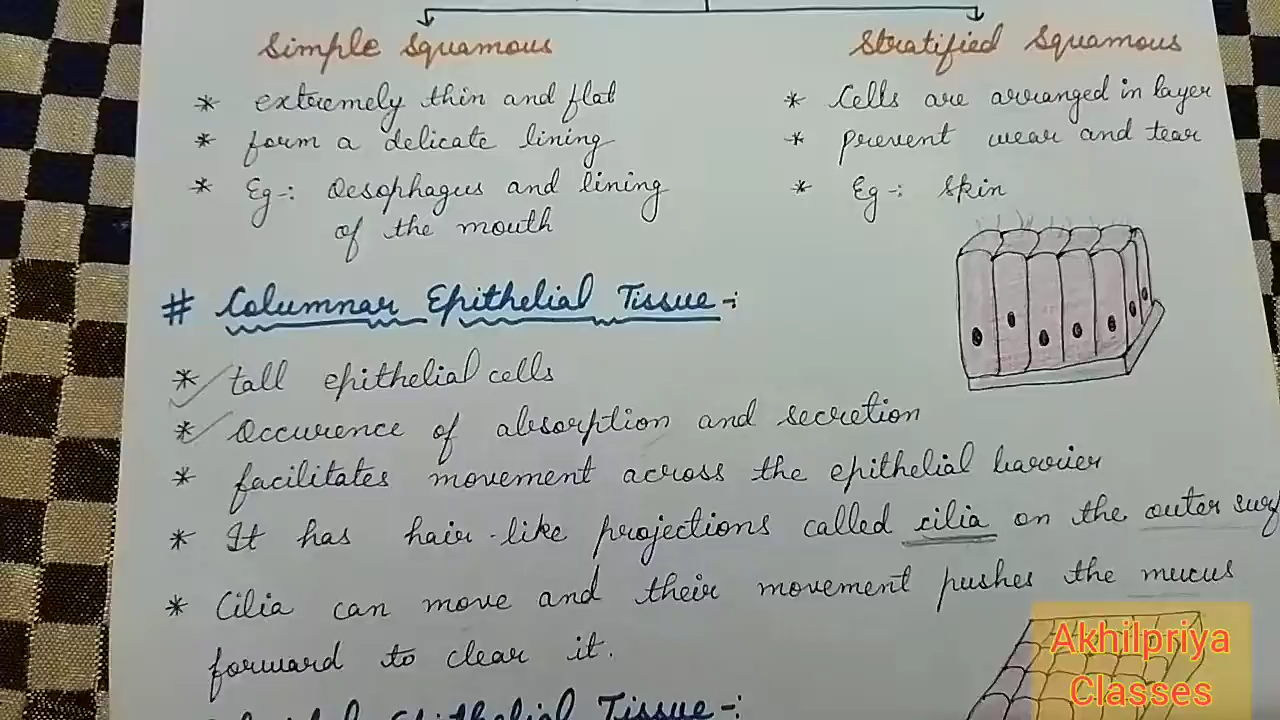 Simple Squamous
Stratified Squamous
* extremely thin and flat
* form a delicate lining
* Eg-: Oesophagus and lining
of the mouth
* Cells are arranged in layer
* prevent wear and tear
* Eg-: Skin
# Columnar Epithelial Tissue-:
* tall epithelial cells
* Occurence of absorption and secretion
* facilitates movement across the epithelial barrier
* It has hair-like projections called cilia on the outer surf
* Cilia can move and their movement pushes the mucus
forward to clear it.
Epithelial Tissue-:
Akhilpriya
Classes